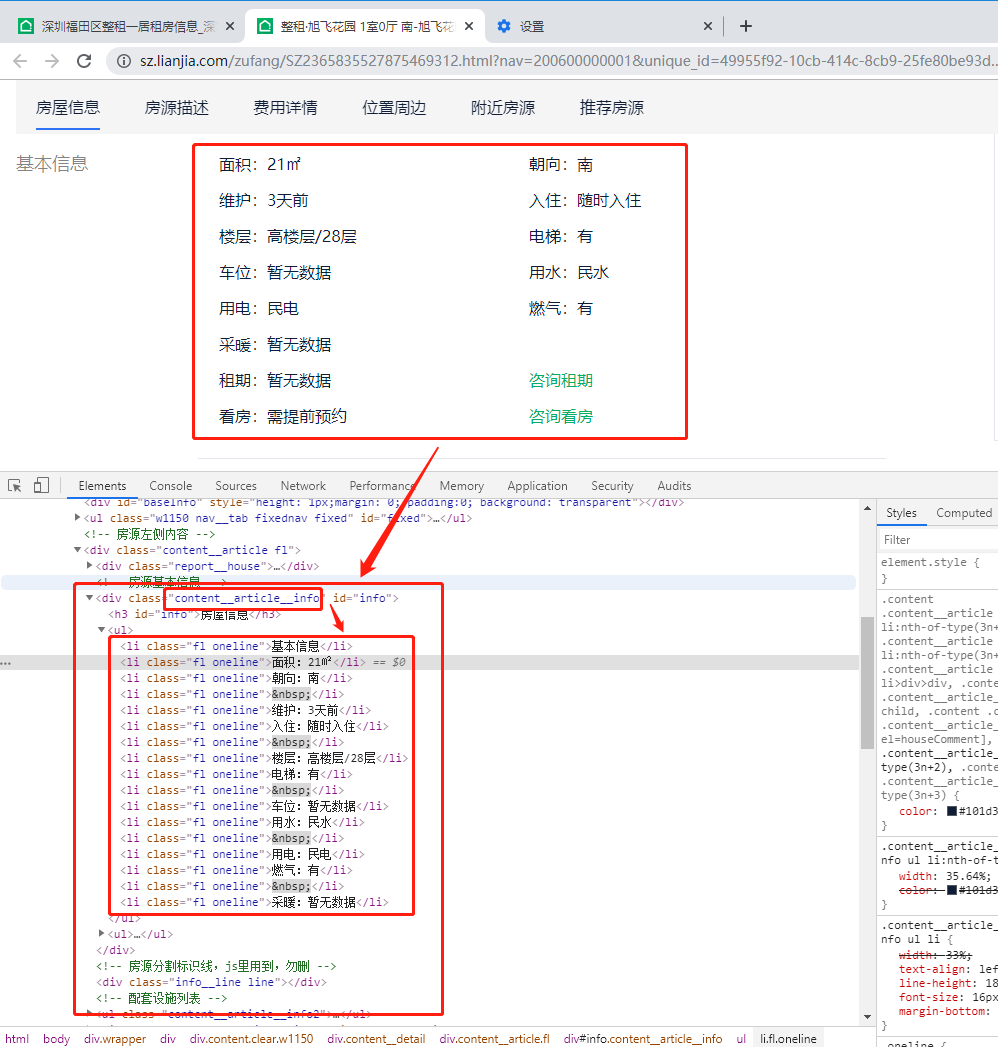 深圳福田区整租一居租房信息_深
整租·旭飞花园 1室0厅 南-旭飞花
设置
sz.lianjia.com/zufang/SZ2365835527875469312.html?nav=200600000001&unique_id=49955f92-10cb-414c-8cb9-25fe80be93d...
房屋信息 房源描述 费用详情 位置周边 附近房源 推荐房源
基本信息
面积：21㎡ 朝向：南
维护：3天前 入住：随时入住
楼层：高楼层/28层 电梯：有
车位：暂无数据 用水：民水
用电：民电 燃气：有
采暖：暂无数据
租期：暂无数据 咨询租期
看房：需提前预约 咨询看房
Elements Console Sources Network Performance Memory Application Security Audits
<div id="baseInfo" style="height: 1px;margin: 0; padding:0; background: transparent"></div>
<ul class="w1150 nav__tab fixednav fixed" id="fixed">…</ul>
<!-- 房源左侧内容 -->
<div class="content__article fl">
<div class="report__house">…</div>
<!-- 房源基本信息 -->
<div class="content__article__info" id="info">
<h3 id="info">房屋信息</h3>
<ul>
<li class="fl oneline">基本信息</li>
<li class="fl oneline">面积：21㎡</li> == $0
<li class="fl oneline">朝向：南</li>
<li class="fl oneline">&nbsp;</li>
<li class="fl oneline">维护：3天前</li>
<li class="fl oneline">入住：随时入住</li>
<li class="fl oneline">&nbsp;</li>
<li class="fl oneline">楼层：高楼层/28层</li>
<li class="fl oneline">电梯：有</li>
<li class="fl oneline">&nbsp;</li>
<li class="fl oneline">车位：暂无数据</li>
<li class="fl oneline">用水：民水</li>
<li class="fl oneline">&nbsp;</li>
<li class="fl oneline">用电：民电</li>
<li class="fl oneline">燃气：有</li>
<li class="fl oneline">&nbsp;</li>
<li class="fl oneline">采暖：暂无数据</li>
</ul>
<ul>…</ul>
</div>
<!-- 房源分割标识线，js里用到，勿删 -->
<div class="info__line line"></div>
<!-- 配套设施列表 -->
<ul class="content__article__info2">…</ul>
html body div.wrapper div div.content.clear.w1150 div.content__detail div.content__article.fl div#info.content__article__info ul li.fl.oneline
Styles Computed
Filter
element.style {
}
.content
.content__article
li:nth-of-type(3n+
.content__article
li:nth-of-type(3n+
.content__article
li>div>div, .conte
.content__article_
child, .content .c
.content__article_
el=houseComment],
.content__article_
type(3n+2), .conte
.content__article_
type(3n+3) {
color: #101d3
}
.content__article_
nfo ul li:nth-of-t
width: 35.64%;
color: #101d3
}
.content__article_
nfo ul li {
width: 33%;
text-align: lef
line-height: 18
font-size: 16px
margin-bottom:
}